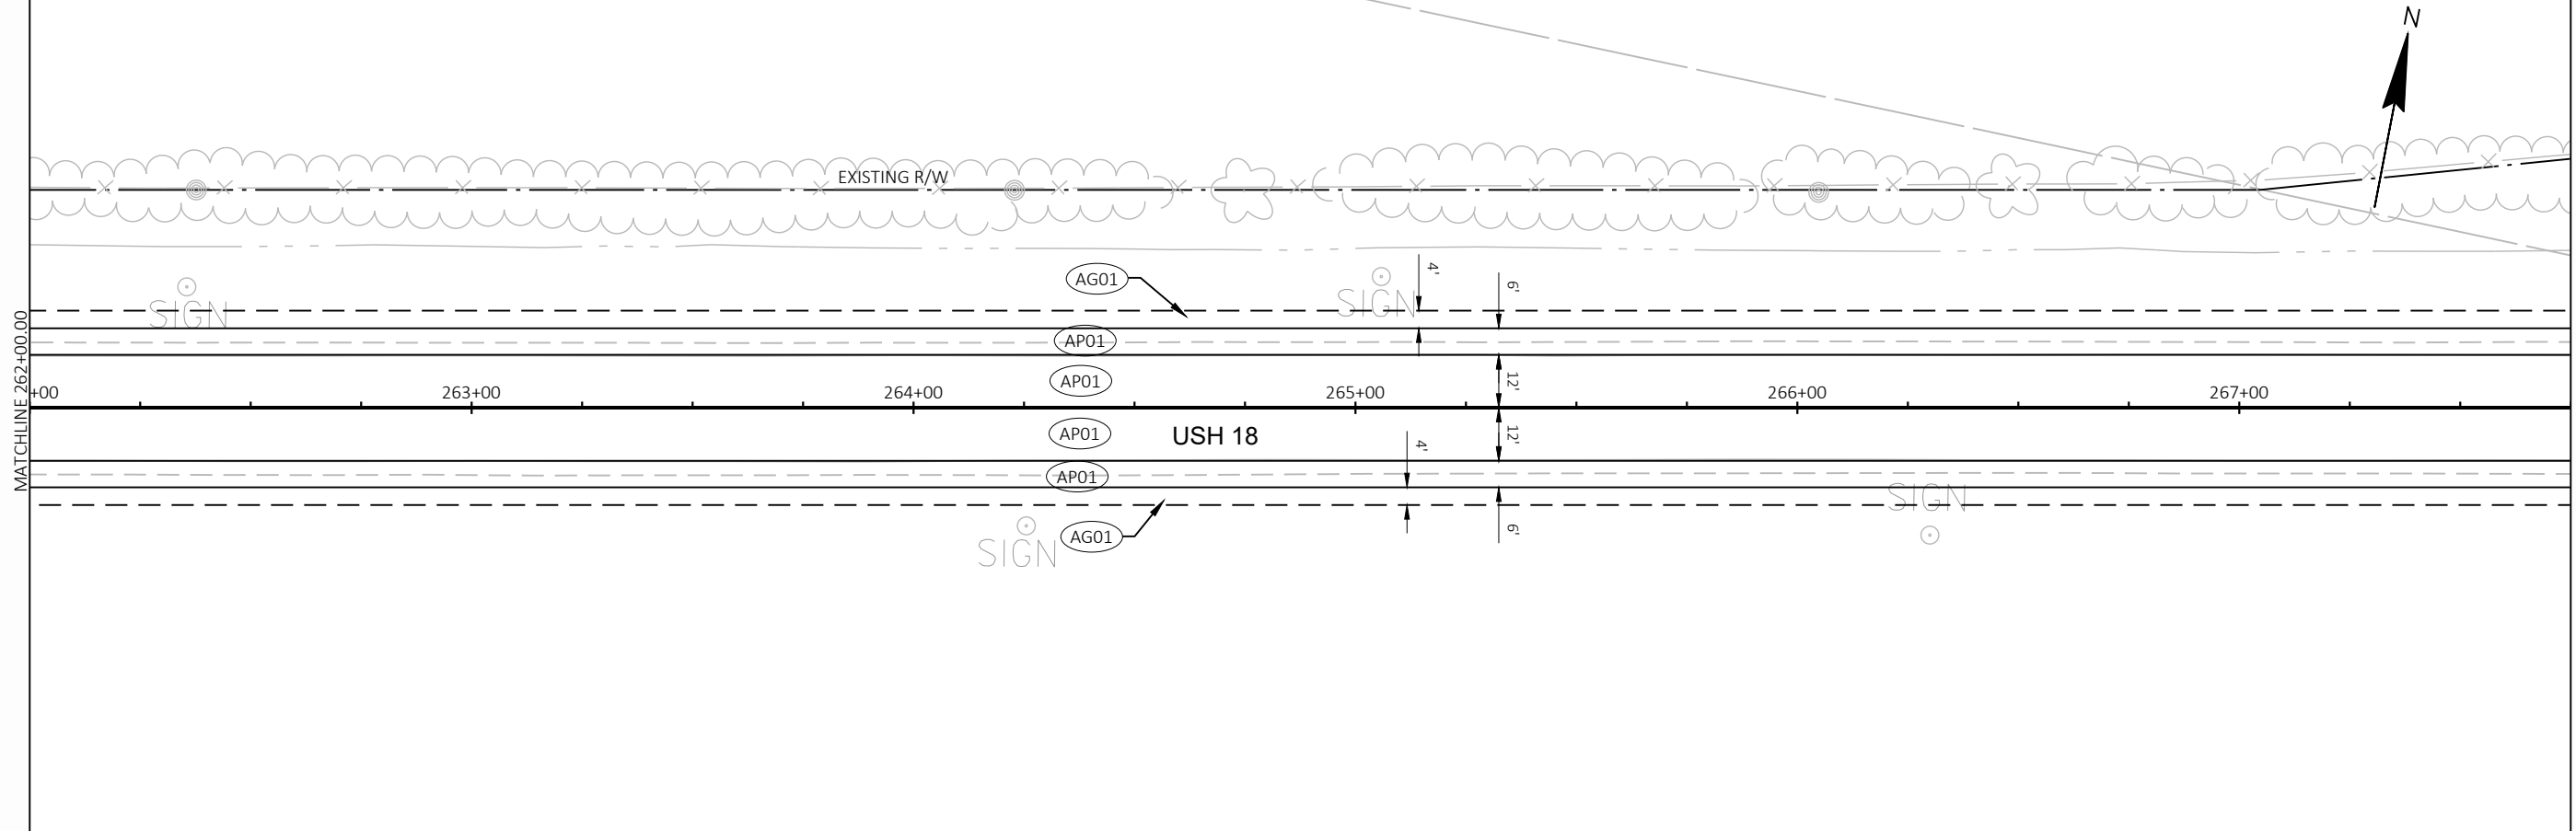 N
EXISTING R/W
AG01
4'
6'
SIGN
SIGN
AP01
MATCHLINE 262+00.00
AP01
12'
+00
263+00
264+00
265+00
266+00
267+00
AP01
USH 18
12'
4'
AP01
SIGN
AG01
6'
SIGN